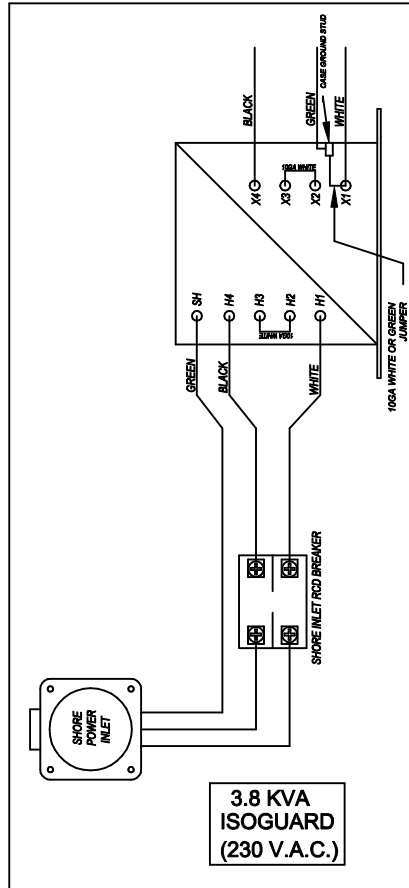 BLACK
GREEN
CASE GROUND STUD
WHITE
X4
X3
X2
X1
10GA WHITE
SH
H4
H3
H2
H1
10GA WHITE
10GA WHITE OR GREEN
JUMPER
GREEN
BLACK
WHITE
SHORE INLET RCD BREAKER
SHORE
POWER
INLET
3.8 KVA
ISOGUARD
(230 V.A.C.)